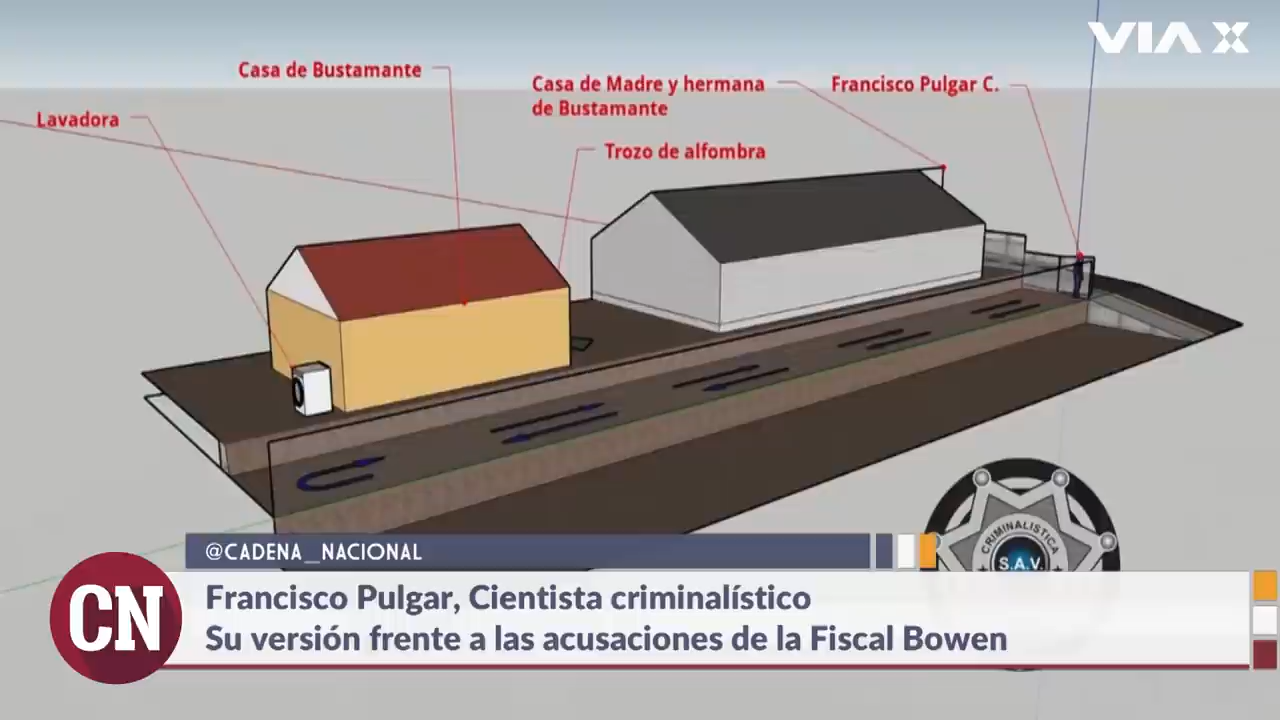 VIA X
Casa de Bustamante
Casa de Madre y hermana
de Bustamante
Francisco Pulgar C.
Lavadora
Trozo de alfombra
CRIMINALISTICA
S.A.V.
@CADENA_NACIONAL
CN
Francisco Pulgar, Cientista criminalístico
Su versión frente a las acusaciones de la Fiscal Bowen